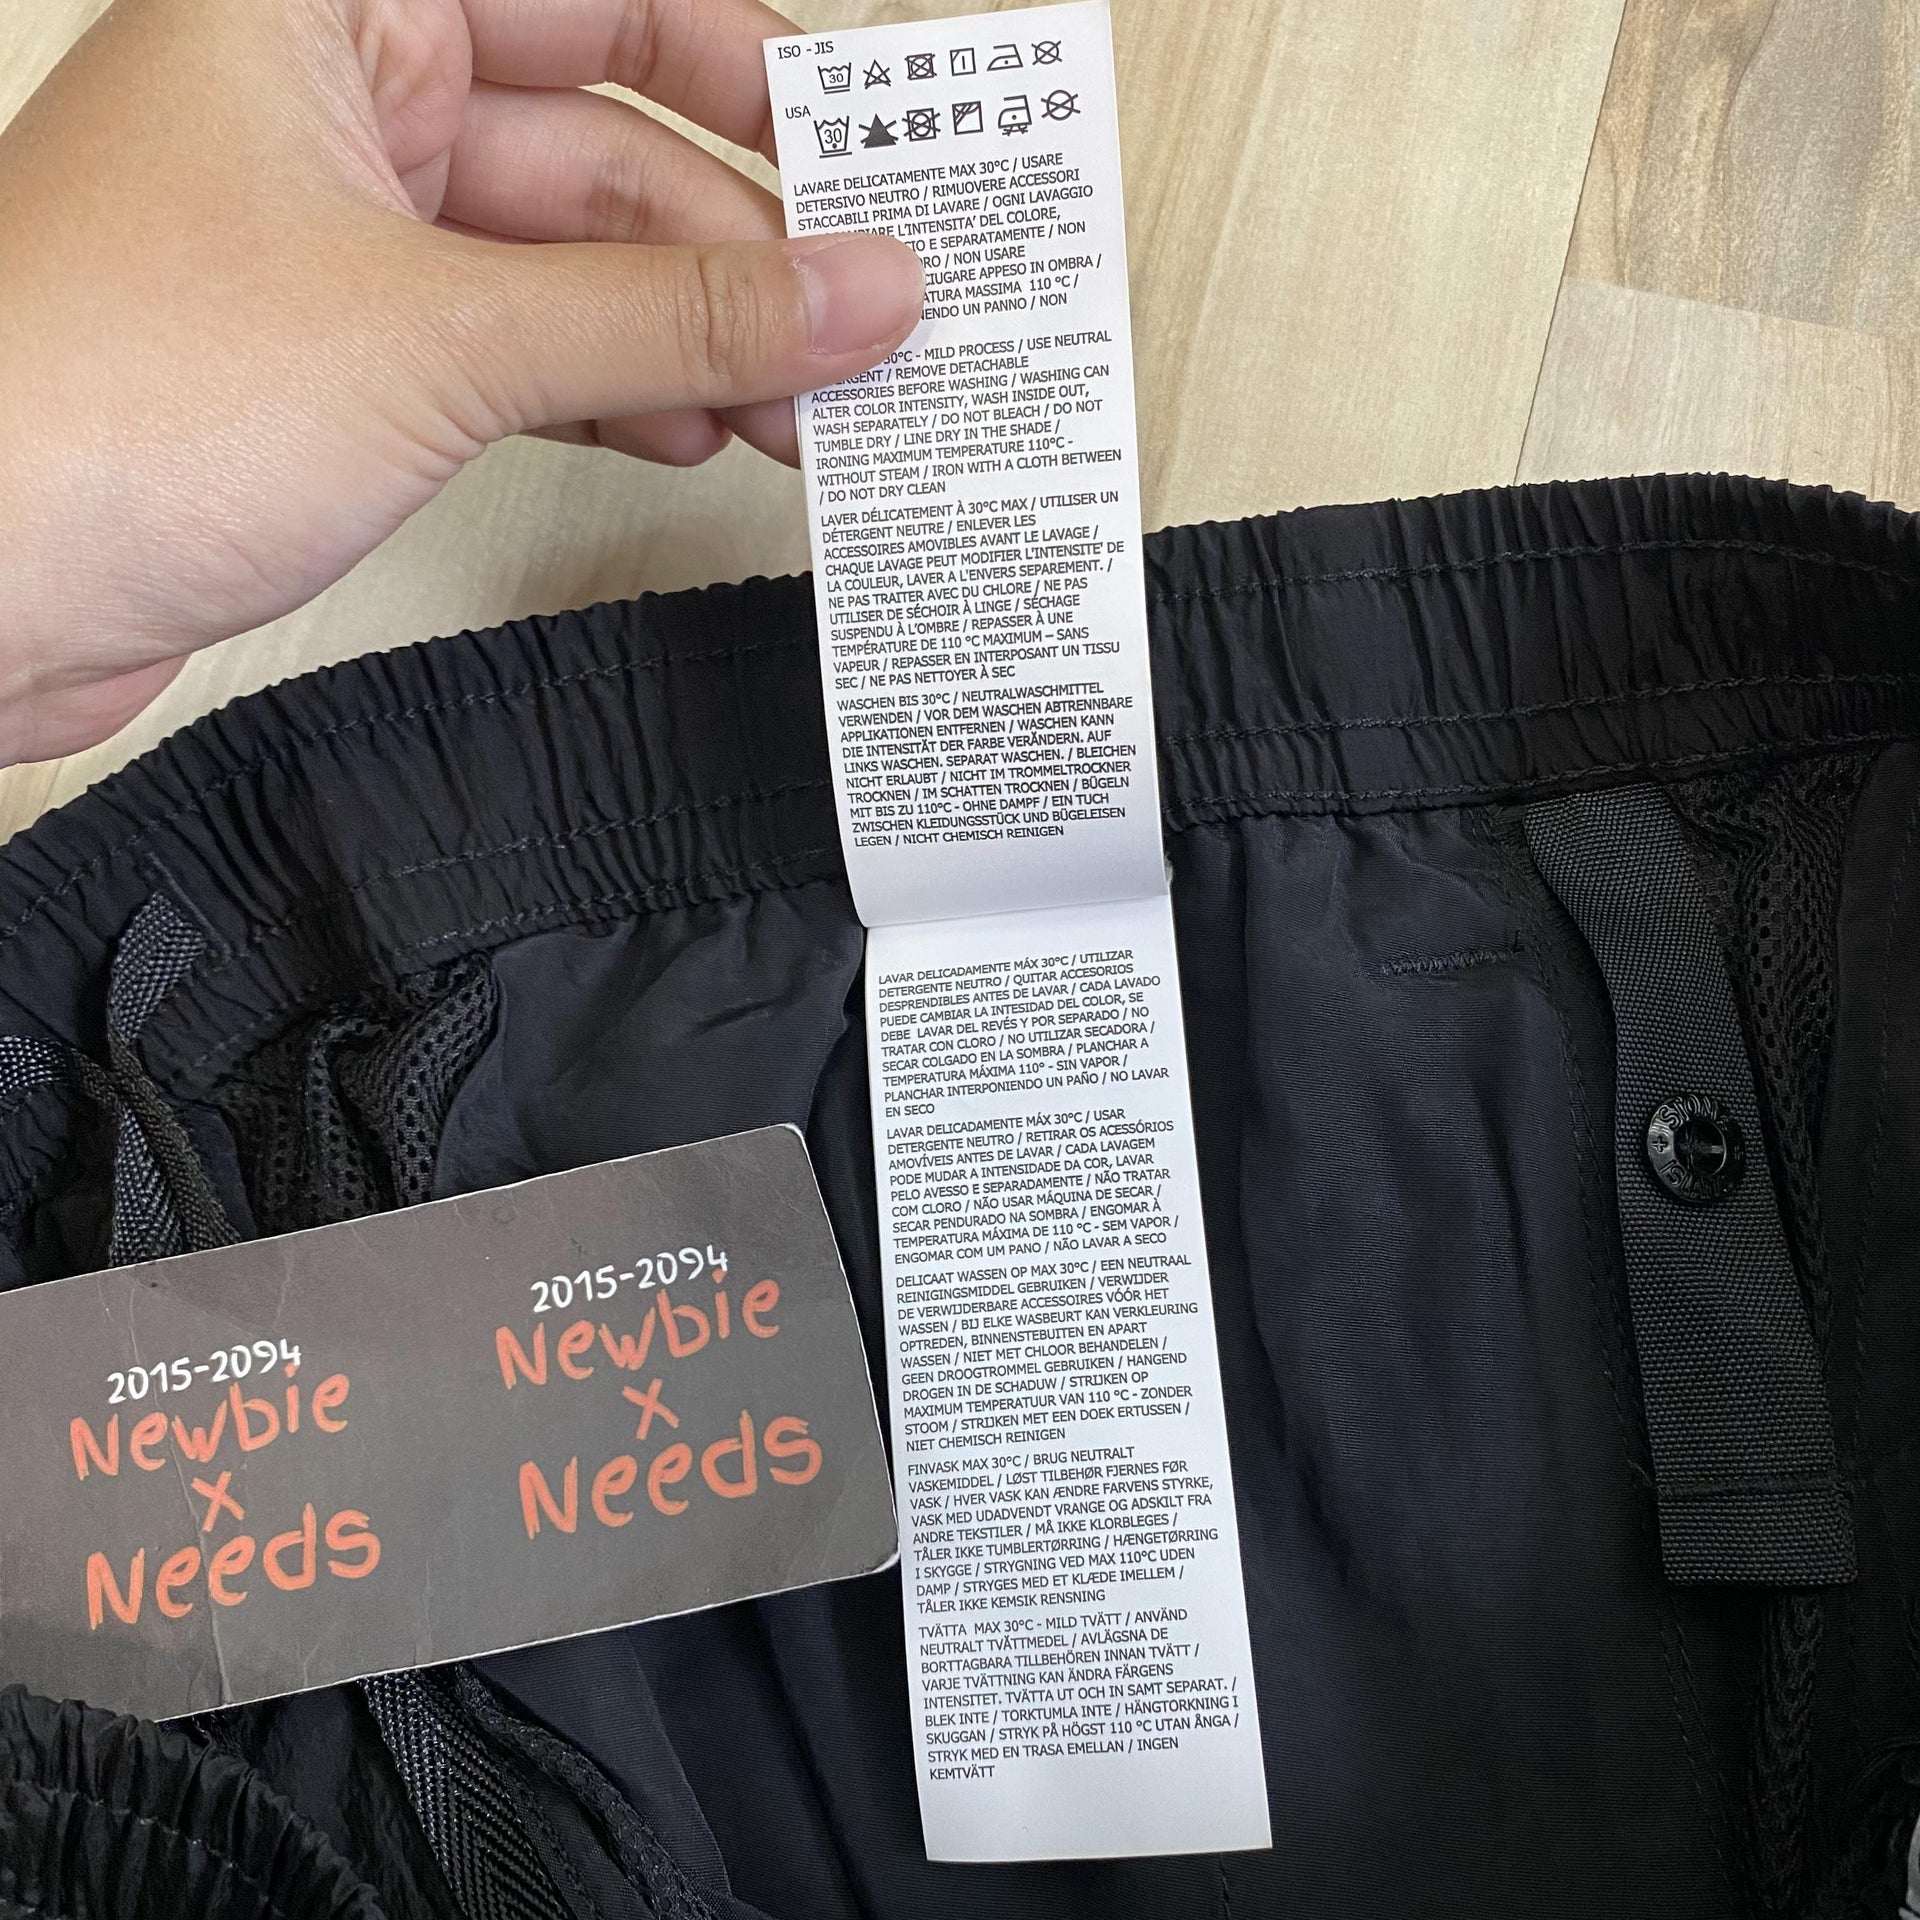 ISO - JIS
30
USA
30
LAVARE DELICATAMENTE MAX 30°C / USARE
DETERSIVO NEUTRO / RIMUOVERE ACCESSORI
STACCABILI PRIMA DI LAVARE / OGNI LAVAGGIO
L'INTENSITA' DEL COLORE,
E SEPARATAMENTE / NON
/ NON USARE
APPESO IN OMBRA /
MASSIMA 110 °C /
UN PANNO / NON
30°C - MILD PROCESS / USE NEUTRAL
/ REMOVE DETACHABLE
ACCESSORIES BEFORE WASHING / WASHING CAN
ALTER COLOR INTENSITY, WASH INSIDE OUT,
WASH SEPARATELY / DO NOT BLEACH / DO NOT
TUMBLE DRY / LINE DRY IN THE SHADE /
IRONING MAXIMUM TEMPERATURE 110°C -
WITHOUT STEAM / IRON WITH A CLOTH BETWEEN
/ DO NOT DRY CLEAN
LAVER DÉLICATEMENT À 30°C MAX / UTILISER UN
DÉTERGENT NEUTRE / ENLEVER LES
ACCESSOIRES AMOVIBLES AVANT LE LAVAGE /
CHAQUE LAVAGE PEUT MODIFIER L'INTENSITE' DE
LA COULEUR, LAVER A L'ENVERS SEPAREMENT. /
NE PAS TRAITER AVEC DU CHLORE / NE PAS
UTILISER DE SÉCHOIR À LINGE / SÉCHAGE
SUSPENDU À L'OMBRE / REPASSER À UNE
TEMPÉRATURE DE 110 °C MAXIMUM – SANS
VAPEUR / REPASSER EN INTERPOSANT UN TISSU
SEC / NE PAS NETTOYER À SEC
WASCHEN BIS 30°C / NEUTRALWASCHMITTEL
VERWENDEN / VOR DEM WASCHEN ABTRENNBARE
APPLIKATIONEN ENTFERNEN / WASCHEN KANN
DIE INTENSITÄT DER FARBE VERÄNDERN. AUF
LINKS WASCHEN. SEPARAT WASCHEN. / BLEICHEN
NICHT ERLAUBT / NICHT IM TROMMELTROCKNER
TROCKNEN / IM SCHATTEN TROCKNEN / BÜGELN
MIT BIS ZU 110°C - OHNE DAMPF / EIN TUCH
ZWISCHEN KLEIDUNGSSTÜCK UND BÜGELEISEN
LEGEN / NICHT CHEMISCH REINIGEN
LAVAR DELICADAMENTE MÁX 30°C / UTILIZAR
DETERGENTE NEUTRO / QUITAR ACCESORIOS
DESPRENDIBLES ANTES DE LAVAR / CADA LAVADO
PUEDE CAMBIAR LA INTESIDAD DEL COLOR, SE
DEBE LAVAR DEL REVÉS Y POR SEPARADO / NO
TRATAR CON CLORO / NO UTILIZAR SECADORA /
SECAR COLGADO EN LA SOMBRA / PLANCHAR A
TEMPERATURA MÁXIMA 110° - SIN VAPOR /
PLANCHAR INTERPONIENDO UN PAÑO / NO LAVAR
EN SECO
LAVAR DELICADAMENTE MÁX 30°C / USAR
DETERGENTE NEUTRO / RETIRAR OS ACESSÓRIOS
AMOVÍVEIS ANTES DE LAVAR / CADA LAVAGEM
PODE MUDAR A INTENSIDADE DA COR, LAVAR
PELO AVESSO E SEPARADAMENTE / NÃO TRATAR
COM CLORO / NÃO USAR MÁQUINA DE SECAR /
SECAR PENDURADO NA SOMBRA / ENGOMAR À
TEMPERATURA MÁXIMA DE 110 °C - SEM VAPOR /
ENGOMAR COM UM PANO / NÃO LAVAR A SECO
DELICAAT WASSEN OP MAX 30°C / EEN NEUTRAAL
REINIGINGSMIDDEL GEBRUIKEN / VERWIJDER
DE VERWIJDERBARE ACCESSOIRES VÓÓR HET
WASSEN / BIJ ELKE WASBEURT KAN VERKLEURING
OPTREDEN, BINNENSTEBUITEN EN APART
WASSEN / NIET MET CHLOOR BEHANDELEN /
GEEN DROOGTROMMEL GEBRUIKEN / HANGEND
DROGEN IN DE SCHADUW / STRIJKEN OP
MAXIMUM TEMPERATUUR VAN 110 °C - ZONDER
STOOM / STRIJKEN MET EEN DOEK ERTUSSEN /
NIET CHEMISCH REINIGEN
FINVASK MAX 30°C / BRUG NEUTRALT
VASKEMIDDEL / LØST TILBEHØR FJERNES FØR
VASK / HVER VASK KAN ÆNDRE FARVENS STYRKE,
VASK MED UDADVENDT VRANGE OG ADSKILT FRA
ANDRE TEKSTILER / MÅ IKKE KLORBLEGES /
TÅLER IKKE TUMBLERTØRRING / HÆNGETØRRING
I SKYGGE / STRYGNING VED MAX 110°C UDEN
DAMP / STRYGES MED ET KLÆDE IMELLEM /
TÅLER IKKE KEMSIK RENSNING
TVÄTTA MAX 30°C - MILD TVÄTT / ANVÄND
NEUTRALT TVÄTTMEDEL / AVLÄGSNA DE
BORTTAGBARA TILLBEHÖREN INNAN TVÄTT /
VARJE TVÄTTNING KAN ÄNDRA FÄRGENS
INTENSITET. TVÄTTA UT OCH IN SAMT SEPARAT. /
BLEK INTE / TORKTUMLA INTE / HÄNGTORKNING I
SKUGGAN / STRYK PÅ HÖGST 110 °C UTAN ÅNGA /
STRYK MED EN TRASA EMELLAN / INGEN
KEMTVÄTT
STONE
ISLAND
2015-2094
Newbie
x
Needs
2015-2094
Newbie
x
Needs